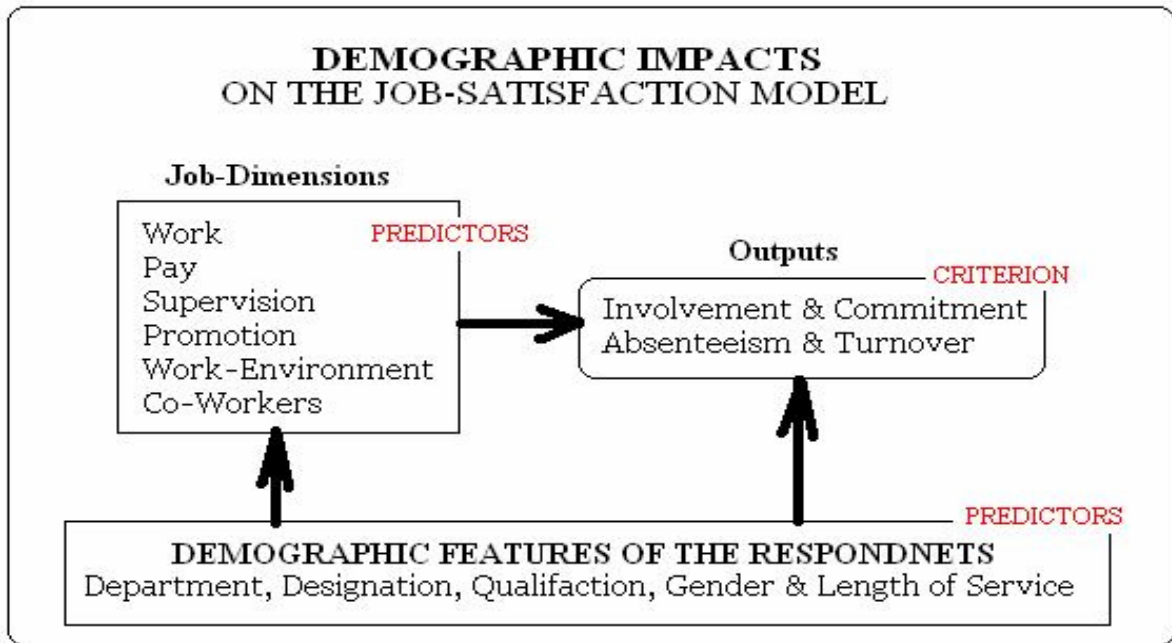 DEMOGRAPHIC IMPACTS
ON THE JOB-SATISFACTION MODEL
Job-Dimensions
PREDICTORS
Work
Pay
Supervision
Promotion
Work-Environment
Co-Workers
Outputs
CRITERION
Involvement & Commitment
Absenteeism & Turnover
PREDICTORS
DEMOGRAPHIC FEATURES OF THE RESPONDNETS
Department, Designation, Qualifaction, Gender & Length of Service